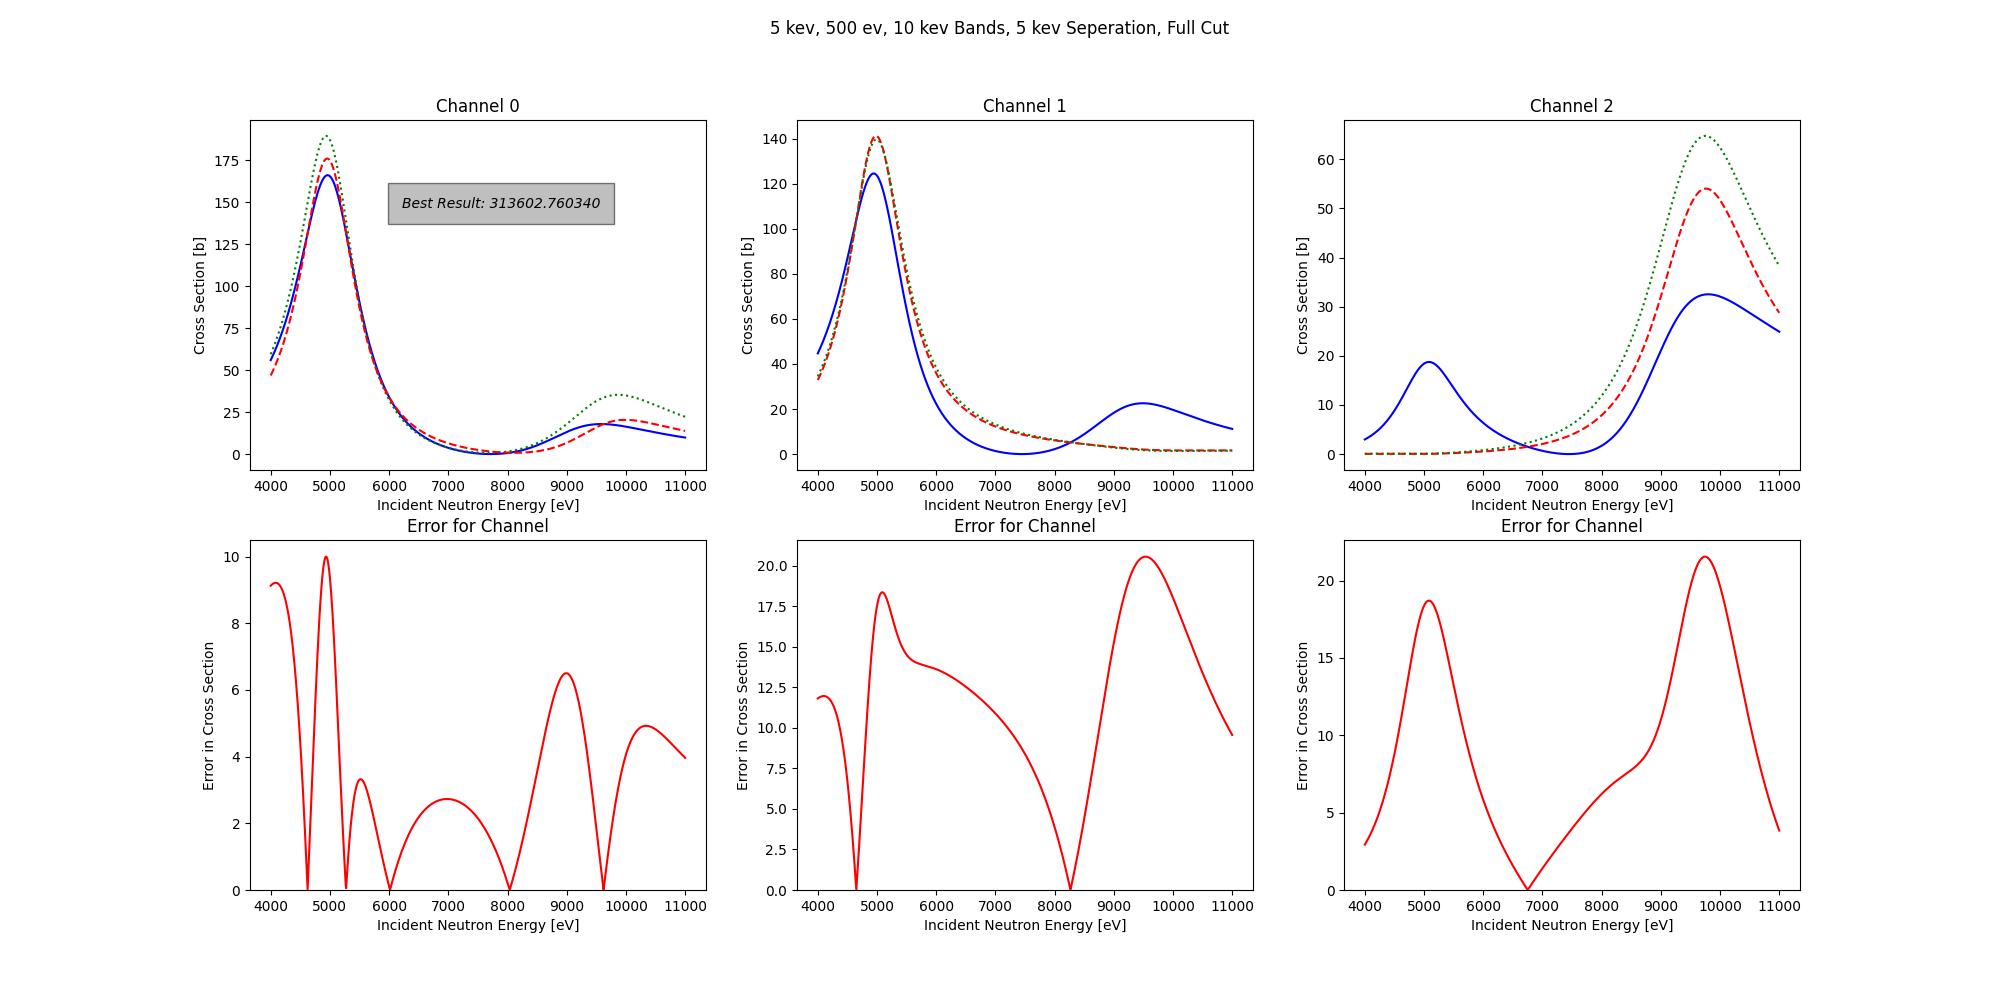 5 kev, 500 ev, 10 kev Bands, 5 kev Seperation, Full Cut
Channel 0
Cross Section [b]
175
150
125
100
75
50
25
0
Best Result: 313602.760340
4000 5000 6000 7000 8000 9000 10000 11000
Incident Neutron Energy [eV]
Channel 1
Cross Section [b]
140
120
100
80
60
40
20
0
4000 5000 6000 7000 8000 9000 10000 11000
Incident Neutron Energy [eV]
Channel 2
Cross Section [b]
60
50
40
30
20
10
0
4000 5000 6000 7000 8000 9000 10000 11000
Incident Neutron Energy [eV]
Error for Channel
Error in Cross Section
10
8
6
4
2
0
4000 5000 6000 7000 8000 9000 10000 11000
Incident Neutron Energy [eV]
Error for Channel
Error in Cross Section
20.0
17.5
15.0
12.5
10.0
7.5
5.0
2.5
0.0
4000 5000 6000 7000 8000 9000 10000 11000
Incident Neutron Energy [eV]
Error for Channel
Error in Cross Section
20
15
10
5
0
4000 5000 6000 7000 8000 9000 10000 11000
Incident Neutron Energy [eV]